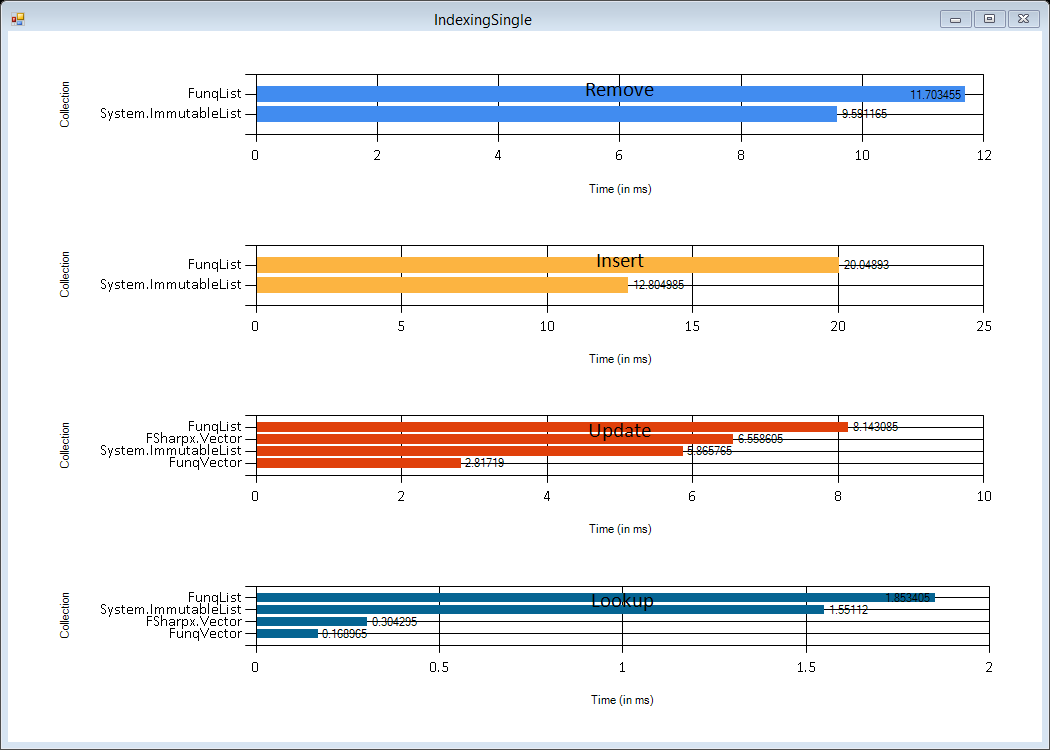 IndexingSingle
Remove
Collection
FunqList 11.703455
System.ImmutableList 9.591165
0 2 4 6 8 10 12
Time (in ms)
Insert
Collection
FunqList 20.04893
System.ImmutableList 12.804985
0 5 10 15 20 25
Time (in ms)
Update
Collection
FunqList 8.143085
FSharpx.Vector 6.558605
System.ImmutableList 5.865765
FunqVector 2.81719
0 2 4 6 8 10
Time (in ms)
Lookup
Collection
FunqList 1.853405
System.ImmutableList 1.55112
FSharpx.Vector 0.304295
FunqVector 0.168965
0 0.5 1 1.5 2
Time (in ms)